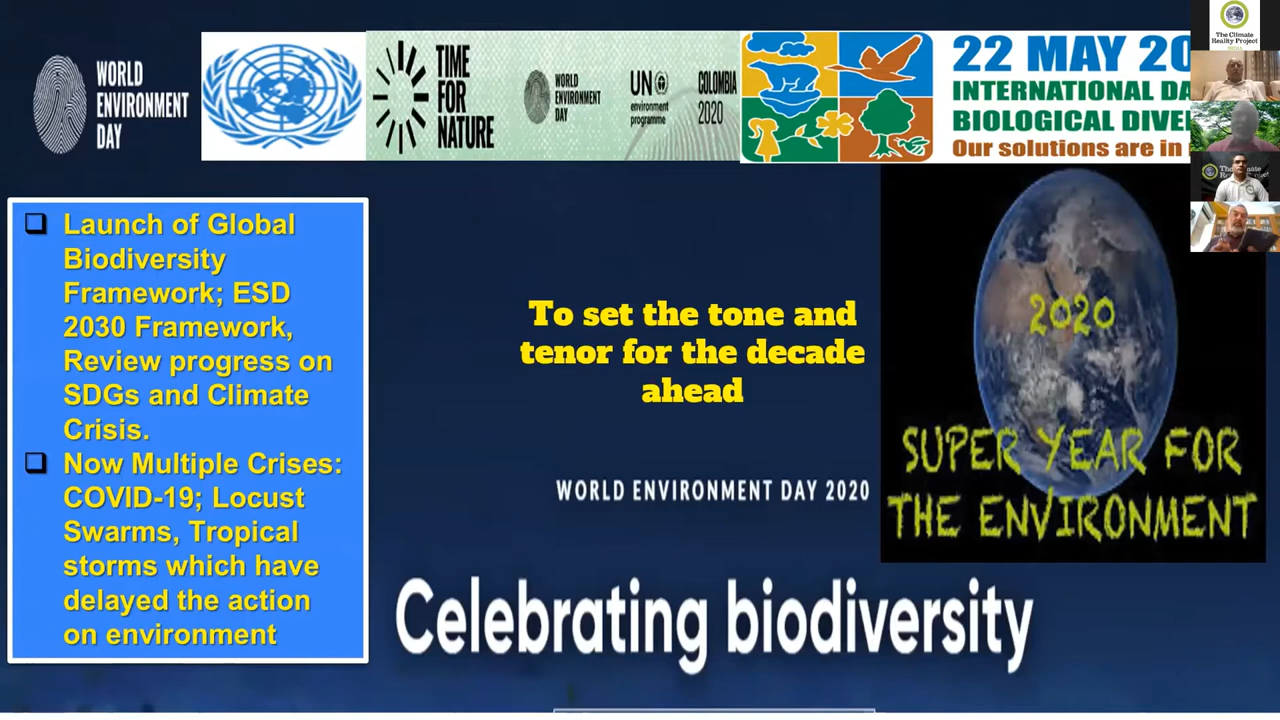 WORLD
ENVIRONMENT
DAY
TIME
FOR
NATURE
WORLD
ENVIRONMENT
DAY
UN
environment
programme
COLOMBIA
2020
22 MAY 20
INTERNATIONAL DA
BIOLOGICAL DIVE
Our solutions are in
The Climate
Reality Project
INDIA
The Climate
❑ Launch of Global
Biodiversity
Framework; ESD
2030 Framework,
Review progress on
SDGs and Climate
Crisis.
❑ Now Multiple Crises:
COVID-19; Locust
Swarms, Tropical
storms which have
delayed the action
on environment
To set the tone and
tenor for the decade
ahead
WORLD ENVIRONMENT DAY 2020
2020
SUPER YEAR FOR
THE ENVIRONMENT
Celebrating biodiversity